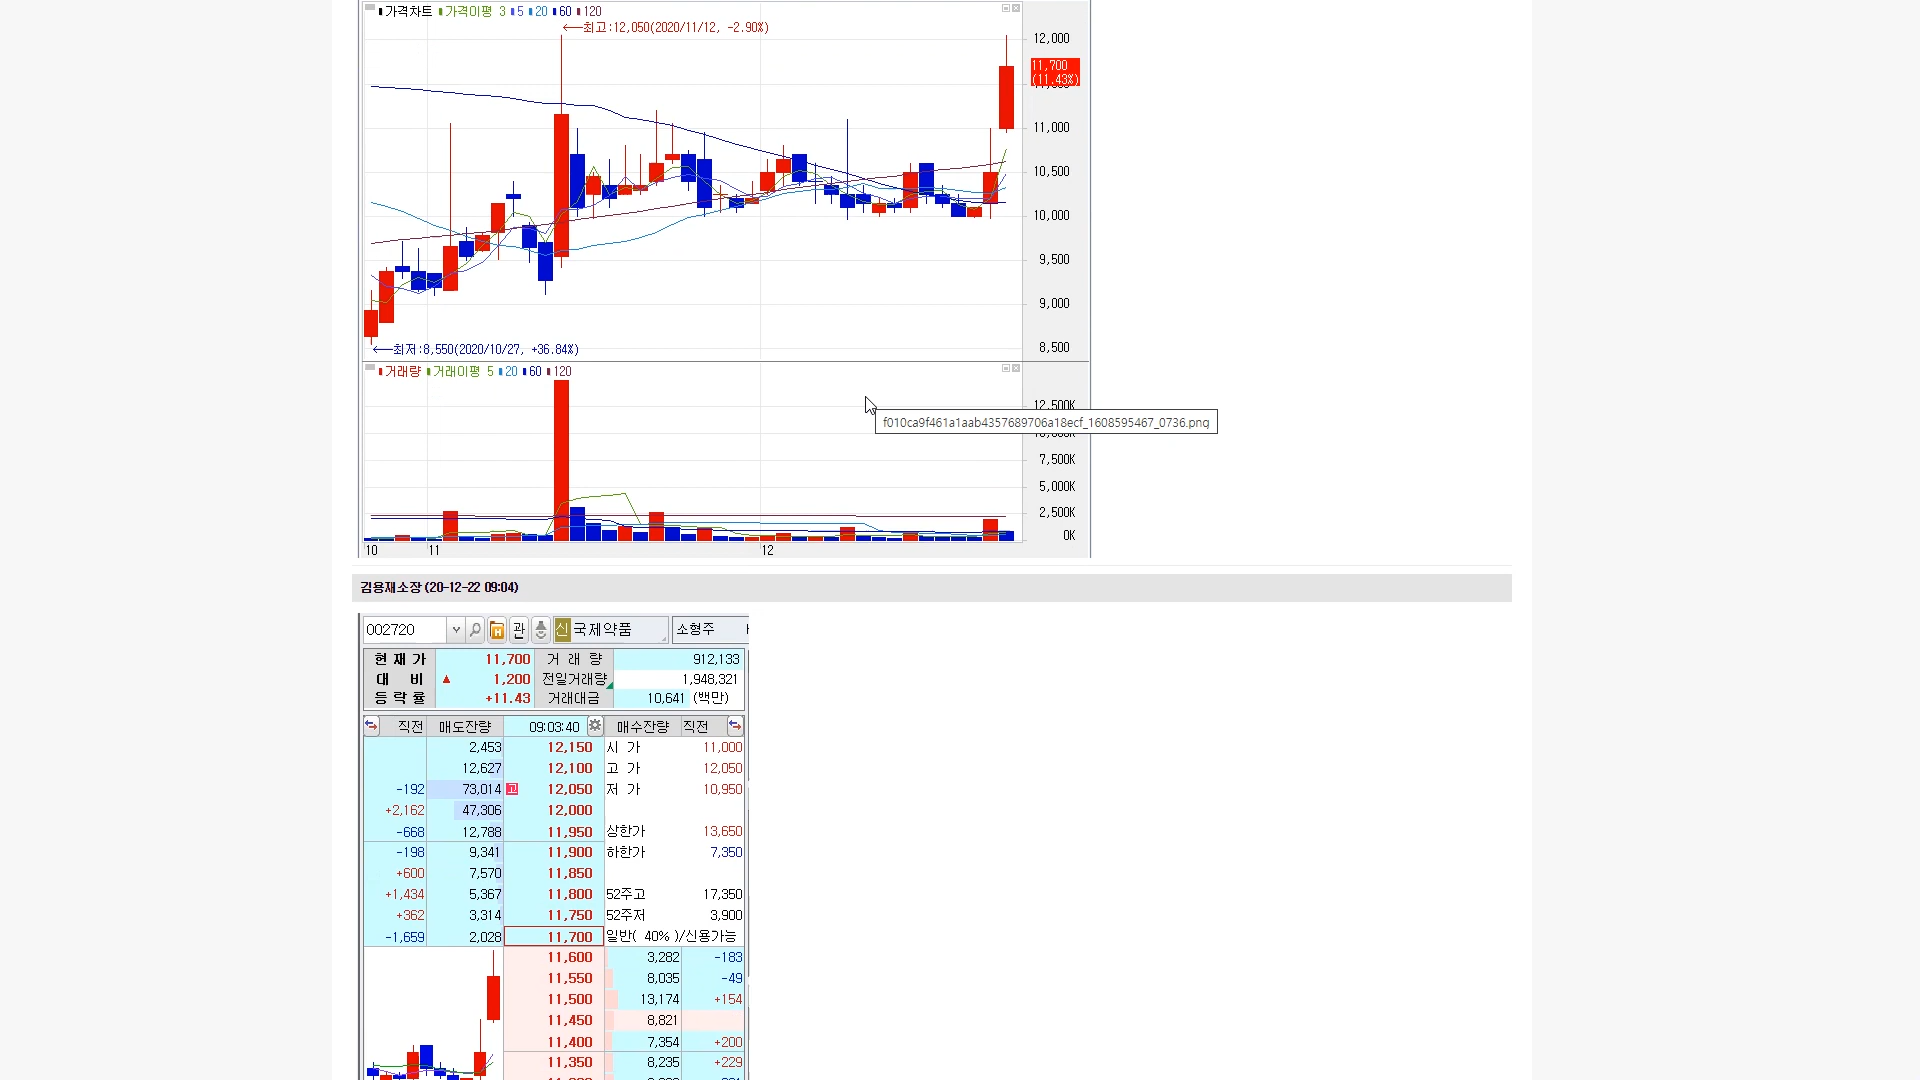 가격차트 가격이평 3 5 20 60 120
←최고:12,050(2020/11/12, -2.90%)
12,000
11,700
(11.43%)
11,000
10,500
10,000
9,500
9,000
8,500
←최저:8,550(2020/10/27, +36.84%)
거래량 거래이평 5 20 60 120
12,500K
f010ca9f461a1aab4357689706a18ecf_1608595467_0736.png
7,500K
5,000K
2,500K
0K
10 11 12
김용재소장 (20-12-22 09:04)
002720 관 신 국제약품 소형주
현재가 11,700 거래량 912,133
대비 ▲ 1,200 전일거래량 1,948,321
등락률 +11.43 거래대금 10,641 (백만)
직전 매도잔량 09:03:40 매수잔량 직전
2,453 12,150 시가 11,000
12,627 12,100 고가 12,050
-192 73,014 고 12,050 저가 10,950
+2,162 47,306 12,000
-668 12,788 11,950 상한가 13,650
-198 9,341 11,900 하한가 7,350
+600 7,570 11,850
+1,434 5,367 11,800 52주고 17,350
+362 3,314 11,750 52주저 3,900
-1,659 2,028 11,700 일반( 40% )/신용가능
11,600 3,282 -183
11,550 8,035 -49
11,500 13,174 +154
11,450 8,821
11,400 7,354 +200
11,350 8,235 +229